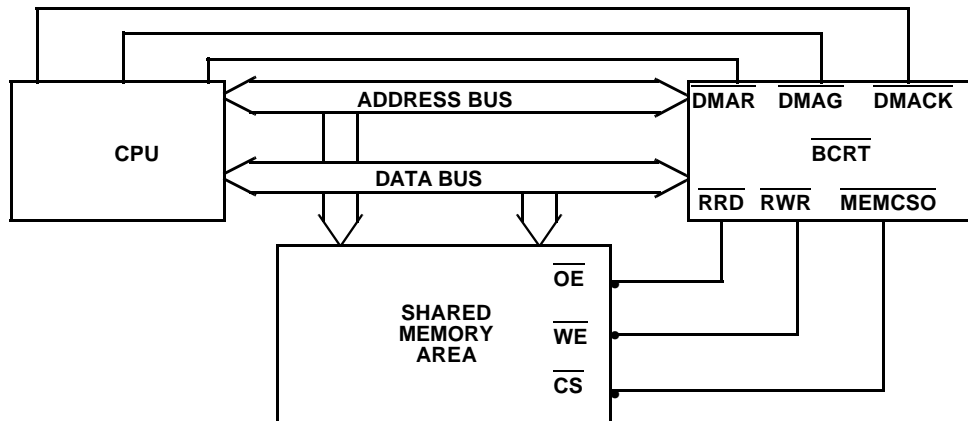 ADDRESS BUS
DMAR DMAG DMACK
CPU
BCRT
DATA BUS
RRD RWR MEMCSO
OE
SHARED
MEMORY
AREA
WE
CS